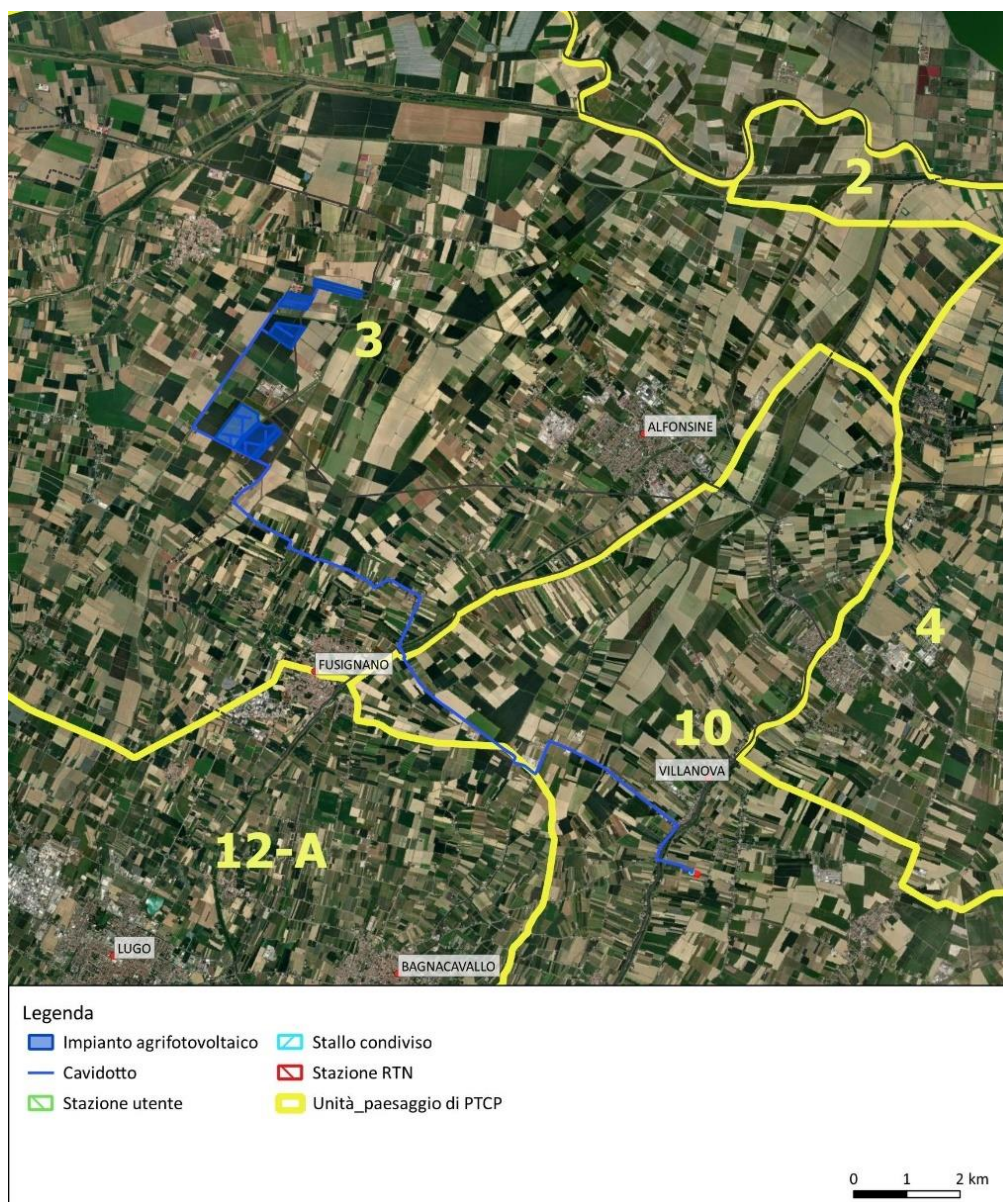 2
3
ALFONSINE
4
FUSIGNANO
10
VILLANOVA
12-A
LUGO
BAGNACAVALLO
Legenda
Impianto agrifotovoltaico
Stallo condiviso
Cavidotto
Stazione RTN
Stazione utente
Unità_paesaggio di PTCP
0 1 2 km